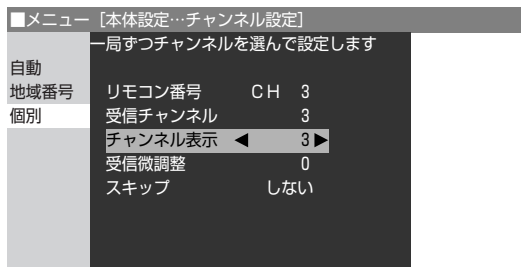 ■メニュー［本体設定…チャンネル設定］
一局ずつチャンネルを選んで設定します
自動
地域番号 リモコン番号 CH 3
個別 受信チャンネル 3
チャンネル表示 ◀ 3▶
受信微調整 0
スキップ しない